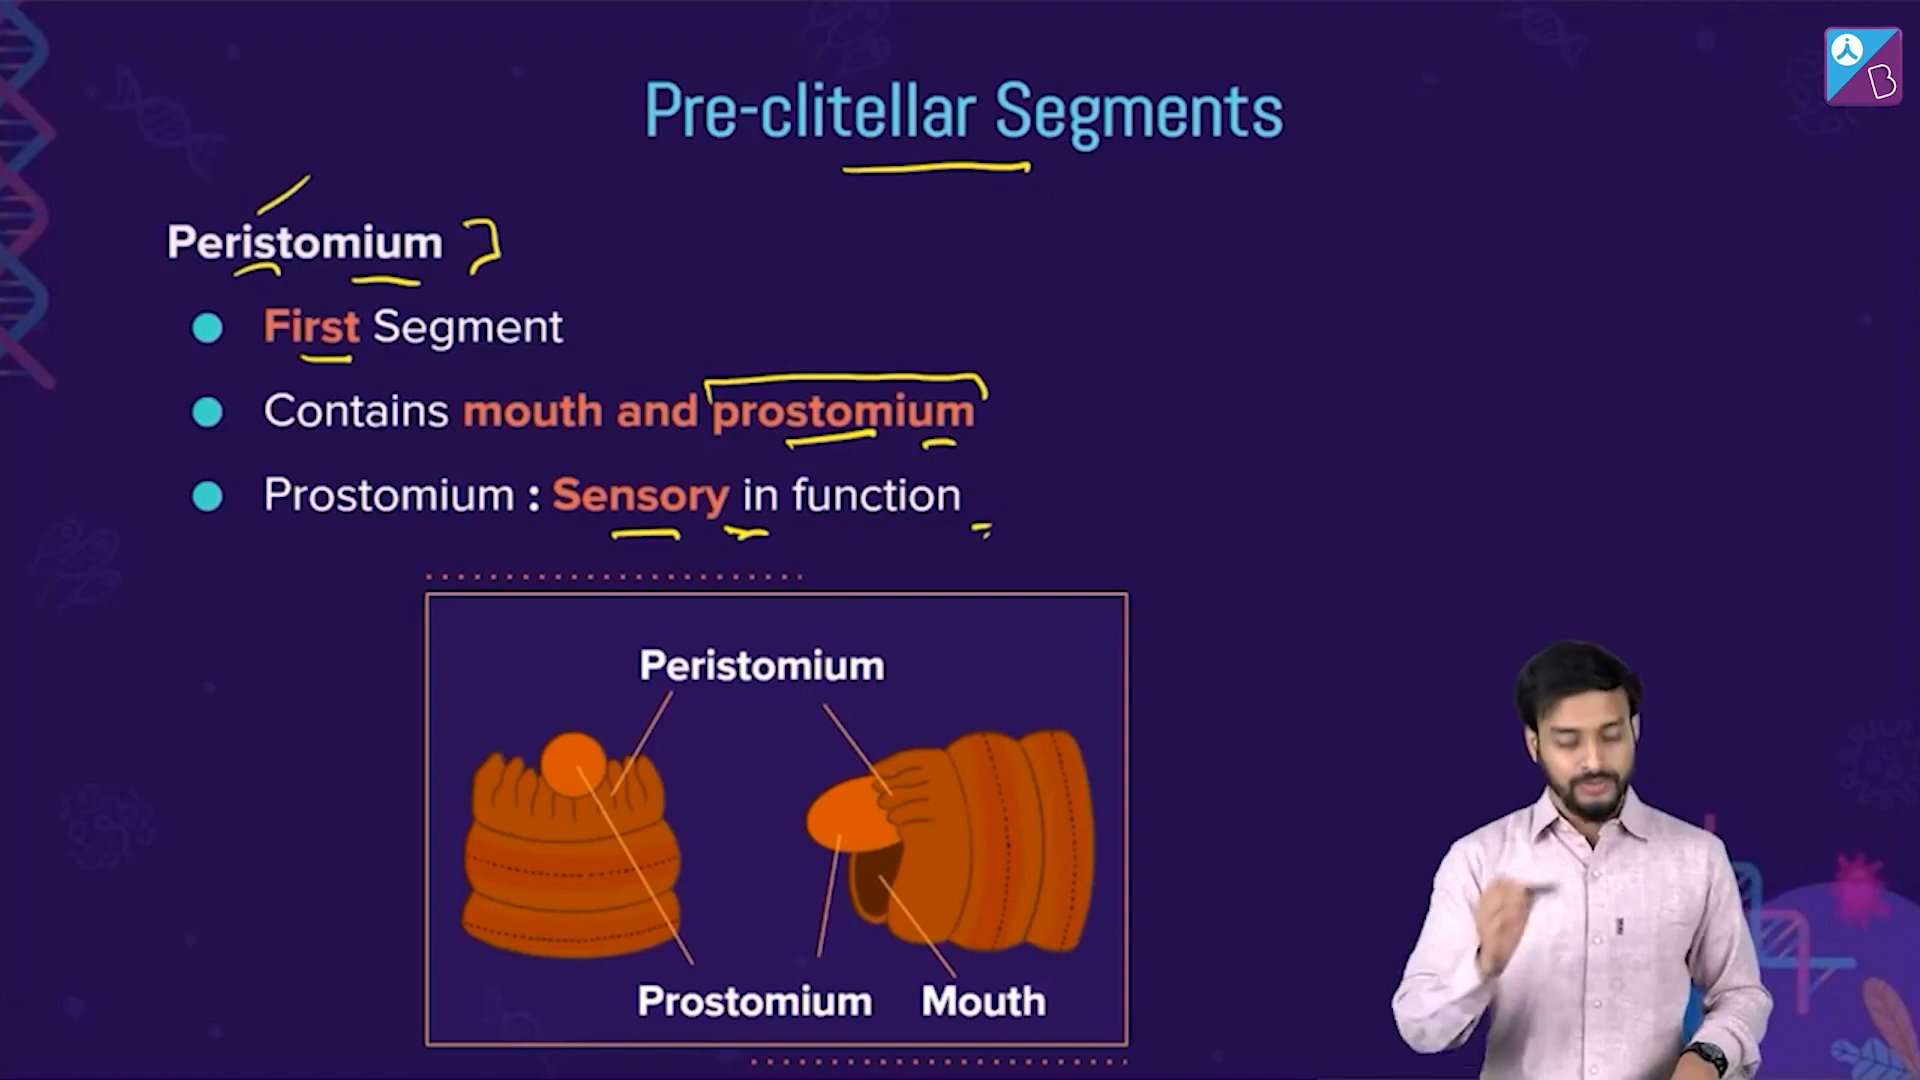 Pre-clitellar Segments
Peristomium
First Segment
Contains mouth and prostomium
Prostomium : Sensory in function
Peristomium
Prostomium Mouth
B